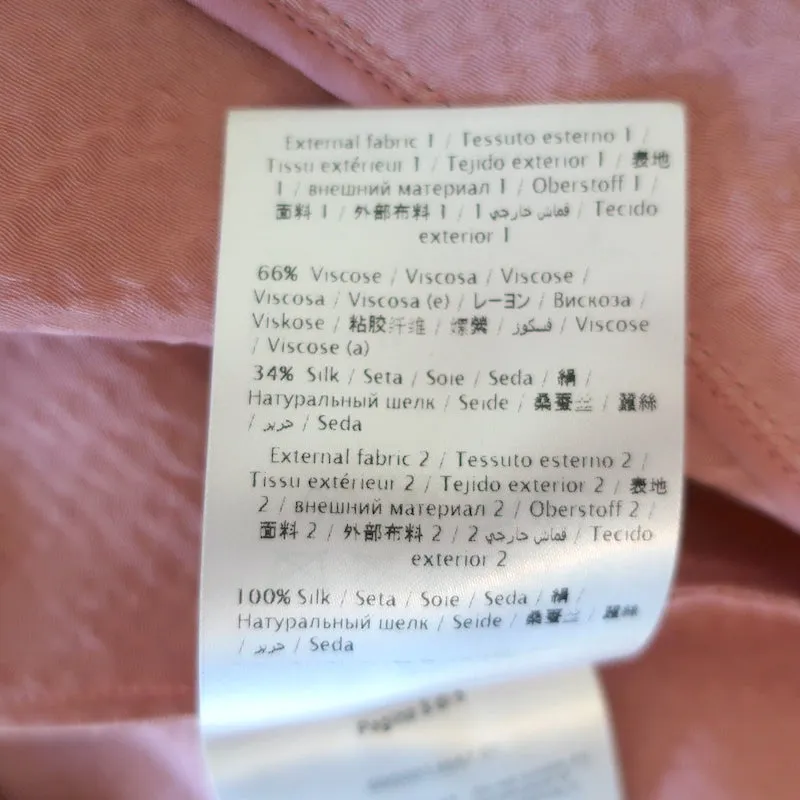 External fabric 1 / Tessuto esterno 1 /
Tissu extérieur 1 / Tejido exterior 1 / 表地
1 / внешний материал 1 / Oberstoff 1 /
面料 1 / 外部布料 1 / 1 قماش خارجي / Tecido
exterior 1
66% Viscose / Viscosa / Viscose /
Viscosa / Viscosa (e) / レーヨン / Вискоза /
Viskose / 粘胶纤维 / 嫘縈 / فسكوز / Viscose
/ Viscose (a)
34% Silk / Seta / Soie / Seda / 絹 /
Натуральный шелк / Seide / 桑蚕丝 / 蠶絲
/ حرير / Seda
External fabric 2 / Tessuto esterno 2 /
Tissu extérieur 2 / Tejido exterior 2 / 表地
2 / внешний материал 2 / Oberstoff 2 /
面料 2 / 外部布料 2 / 2 قماش خارجي / Tecido
exterior 2
100% Silk / Seta / Soie / Seda / 絹 /
Натуральный шелк / Seide / 桑蚕丝 / 蠶絲
/ حرير / Seda